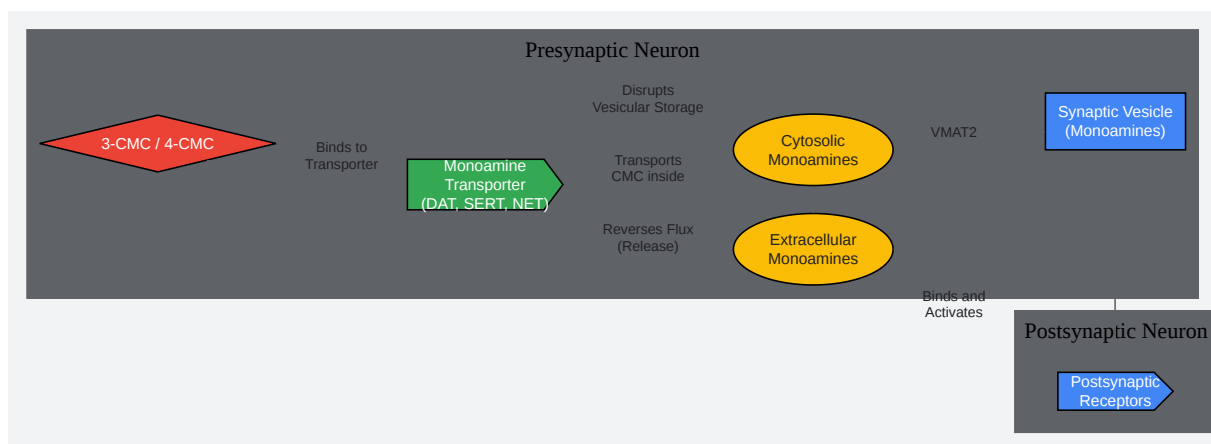 Presynaptic Neuron
3-CMC / 4-CMC
Binds to
Transporter
Monoamine
Transporter
(DAT, SERT, NET)
Disrupts
Vesicular Storage
Transports
CMC inside
Reverses Flux
(Release)
Cytosolic
Monoamines
Extracellular
Monoamines
VMAT2
Synaptic Vesicle
(Monoamines)
Binds and
Activates
Postsynaptic Neuron
Postsynaptic
Receptors